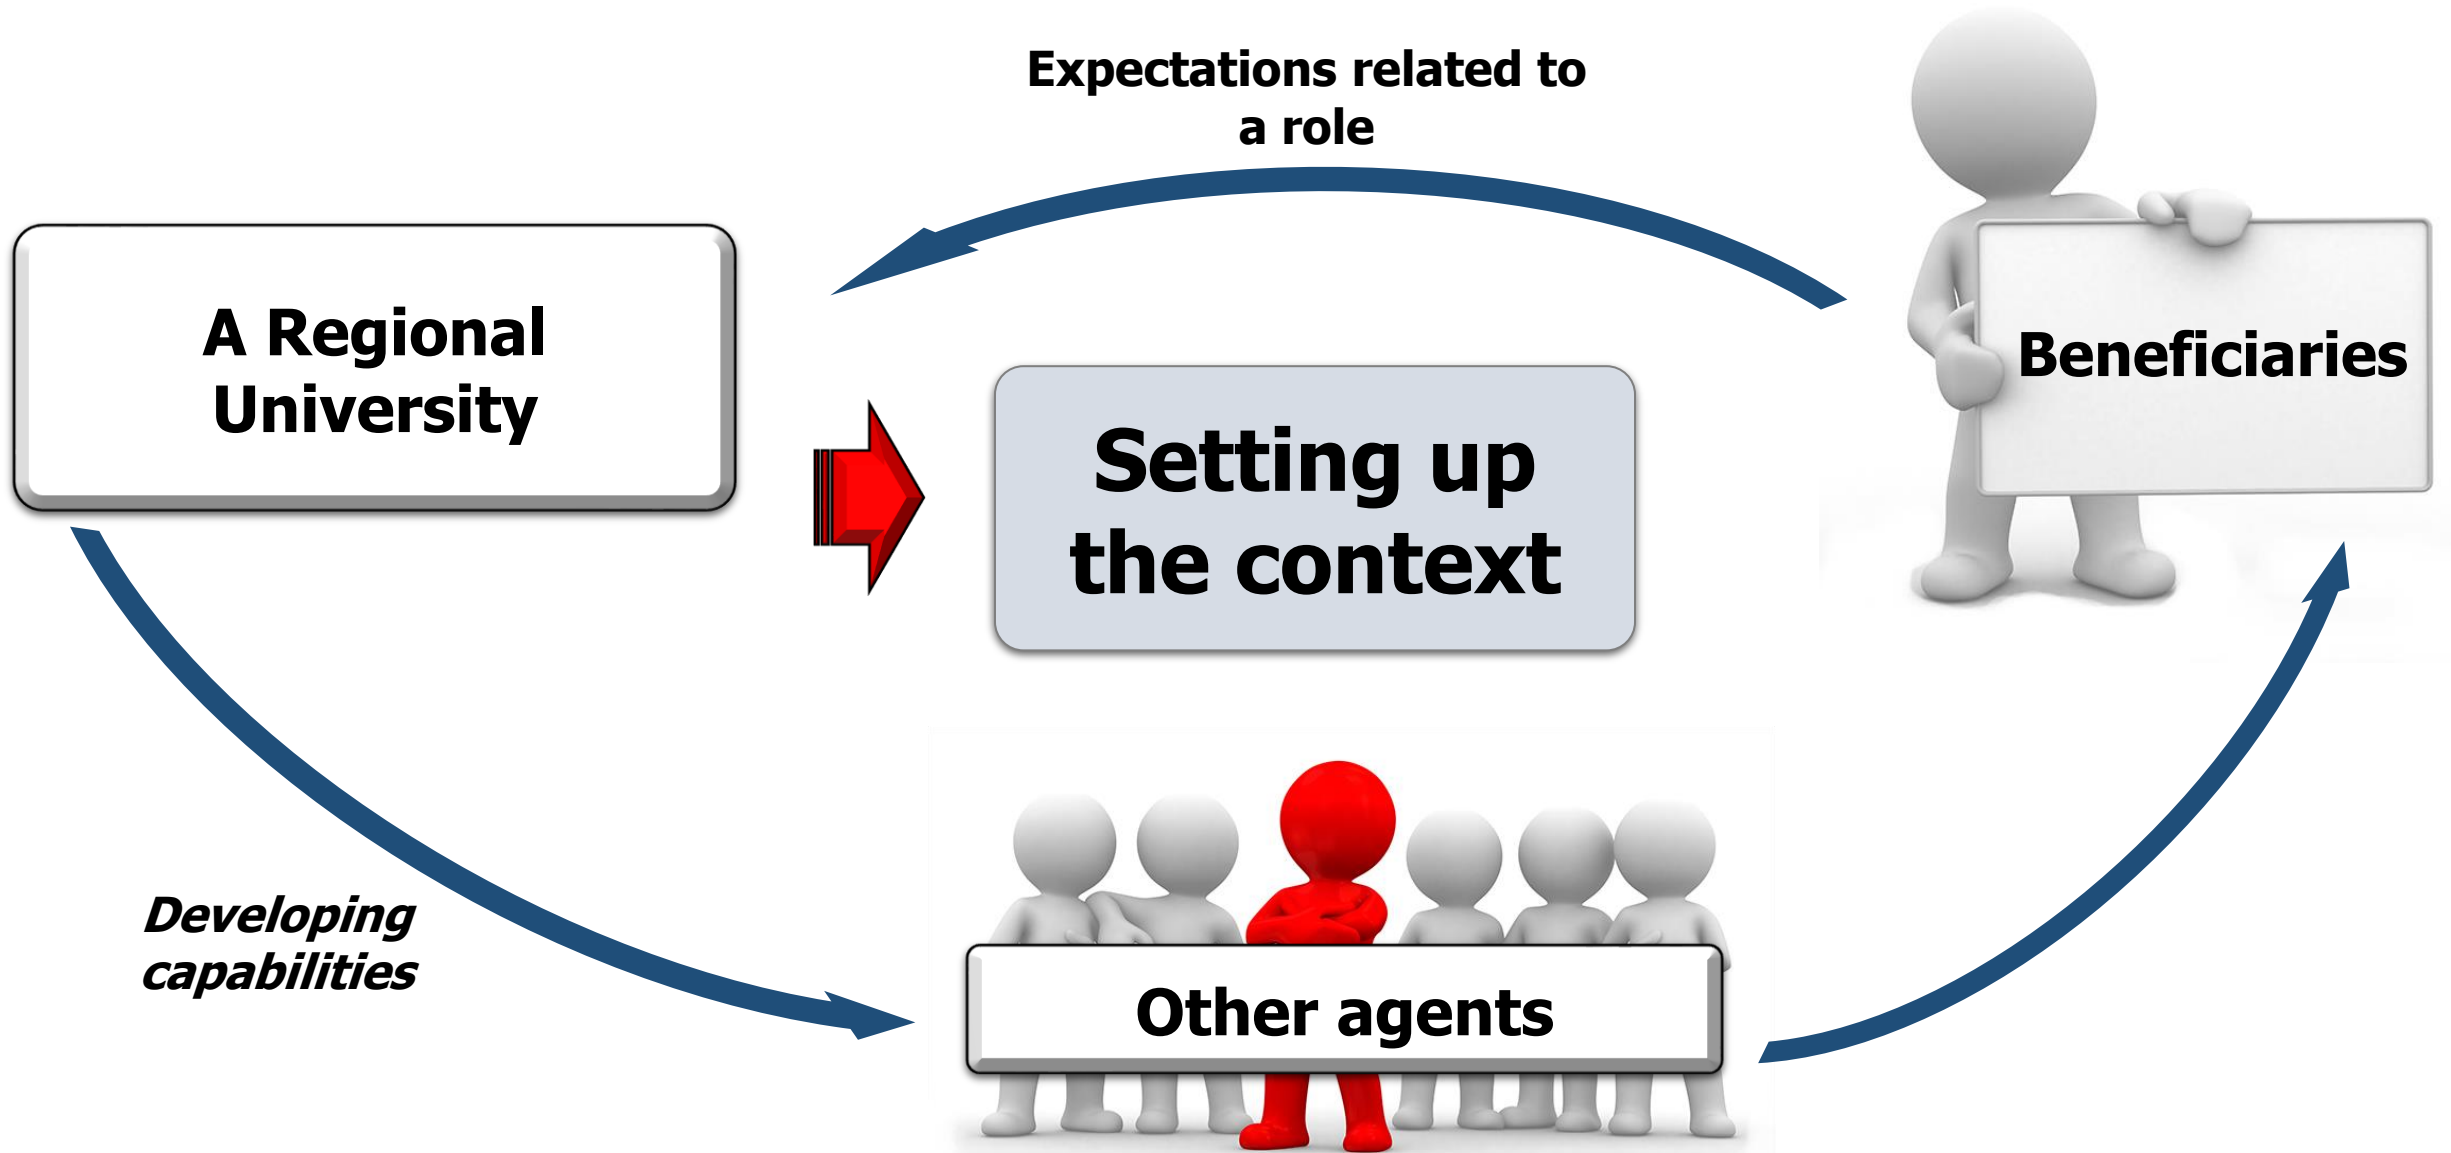 Expectations related to
a role
A Regional
University
Beneficiaries
Setting up
the context
Developing
capabilities
Other agents